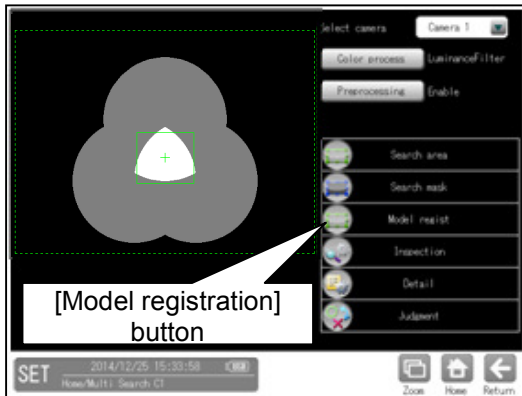 Select camera
Camera 1
Color process
LuminanceFilter
Preprocessing
Enable
Search area
Search mask
Model regist
Inspection
Detail
Judgment
[Model registration]
button
SET
2014/12/25 15:33:58
Home/Multi Search C1
Zoom
Home
Return